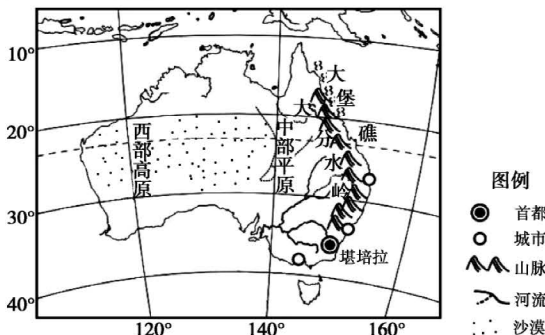 10°
20°
30°
40°
120°
140°
160°
西部高原
中部平原
大分水岭
大堡礁
堪培拉
图例
首都
城市
山脉
河流
沙漠